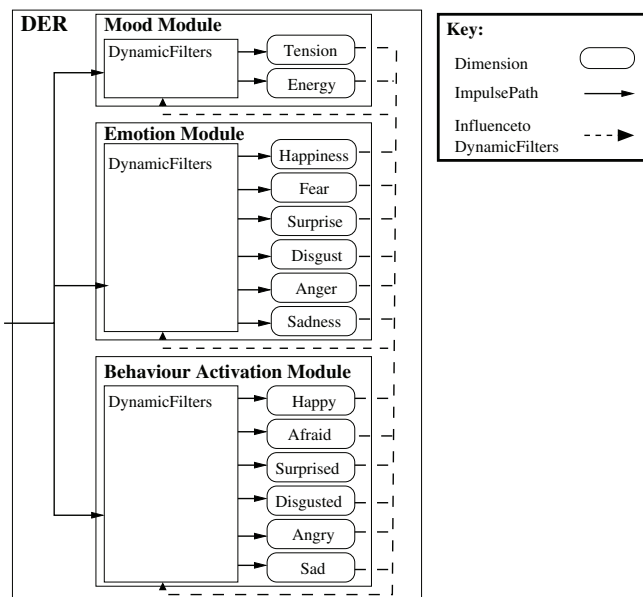 DER
Mood Module
DynamicFilters
Tension
Energy
Emotion Module
DynamicFilters
Happiness
Fear
Surprise
Disgust
Anger
Sadness
Behaviour Activation Module
DynamicFilters
Happy
Afraid
Surprised
Disgusted
Angry
Sad
Key:
Dimension
ImpulsePath
Influenceto
DynamicFilters